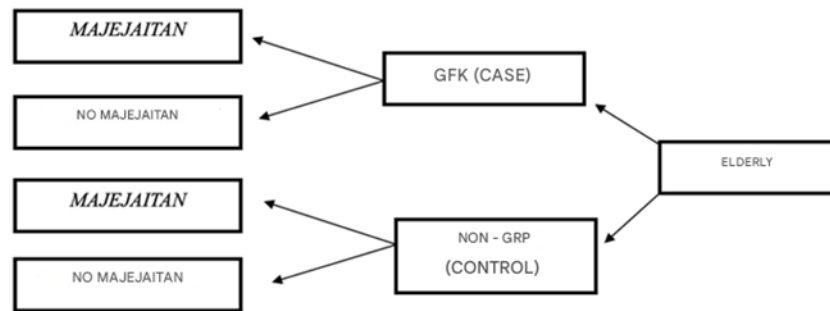 MAJEJAITAN
GFK (CASE)
NO MAJEJAITAN
ELDERLY
MAJEJAITAN
NON - GRP
(CONTROL)
NO MAJEJAITAN